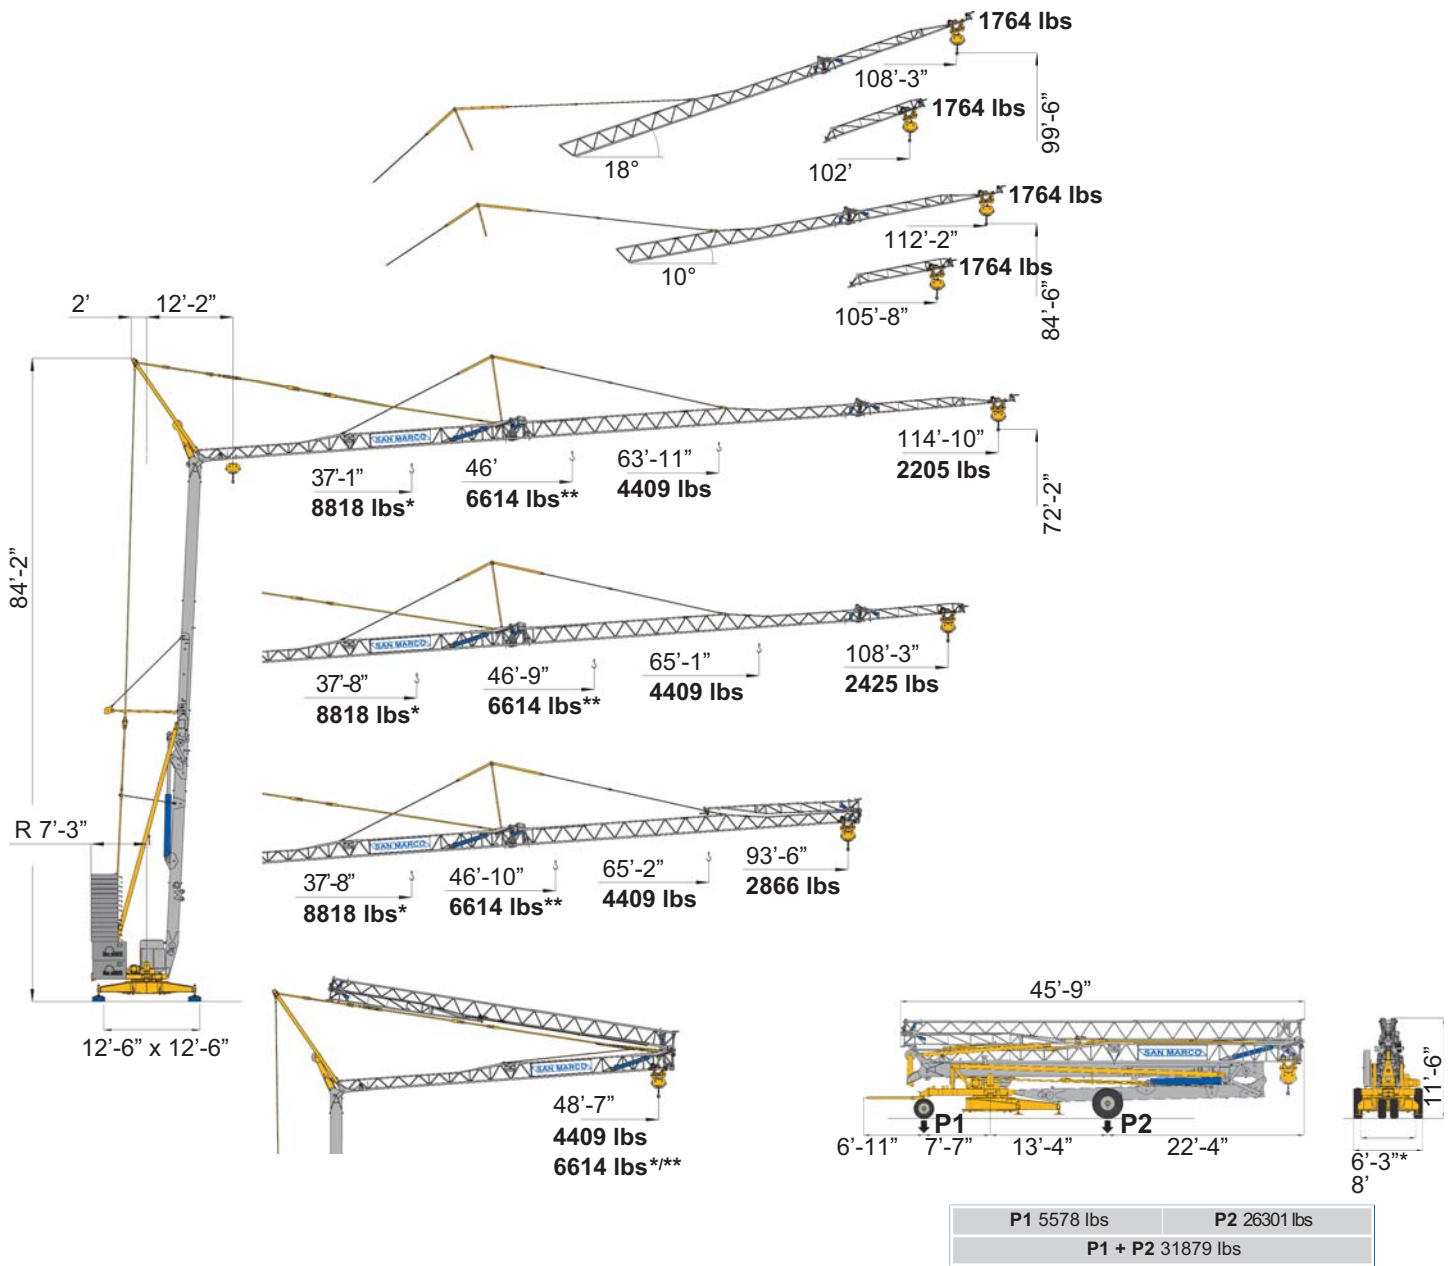 1764 lbs
108’-3”
99’-6”
1764 lbs
102’
18°
1764 lbs
112’-2”
84’-6”
1764 lbs
105’-8”
10°
2’
12’-2”
84’-2”
SAN MARCO
37’-1”
8818 lbs*
46’
6614 lbs**
63’-11”
4409 lbs
114’-10”
2205 lbs
72’-2”
SAN MARCO
37’-8”
8818 lbs*
46’-9”
6614 lbs**
65’-1”
4409 lbs
108’-3”
2425 lbs
R 7’-3”
SAN MARCO
37’-8”
8818 lbs*
46’-10”
6614 lbs**
65’-2”
4409 lbs
93’-6”
2866 lbs
12’-6” x 12’-6”
SAN MARCO
48’-7”
4409 lbs
6614 lbs*/**
45’-9”
SAN MARCO
11’-6”
P1
P2
6’-11”
7’-7”
13’-4”
22’-4”
6’-3”*
8’
P1 5578 lbs
P2 26301 lbs
P1 + P2 31879 lbs